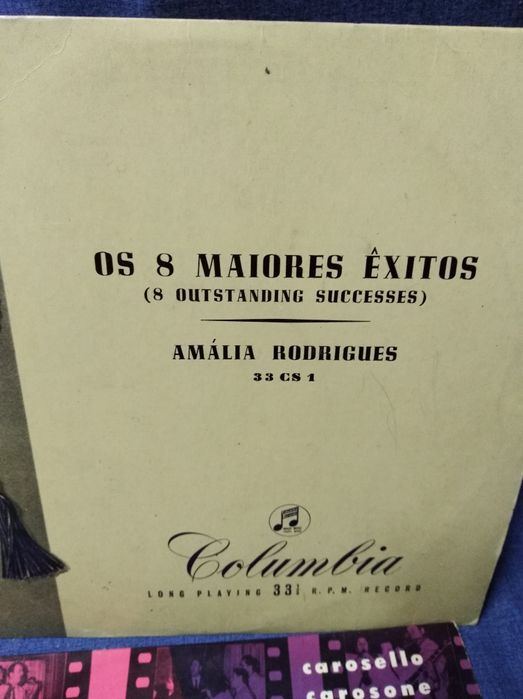 OS 8 MAIORES ÊXITOS
(8 OUTSTANDING SUCCESSES)
AMÁLIA RODRIGUES
33 CS 1
Columbia
LONG PLAYING 33⅓ R.P.M. RECORD
carosello
carosone